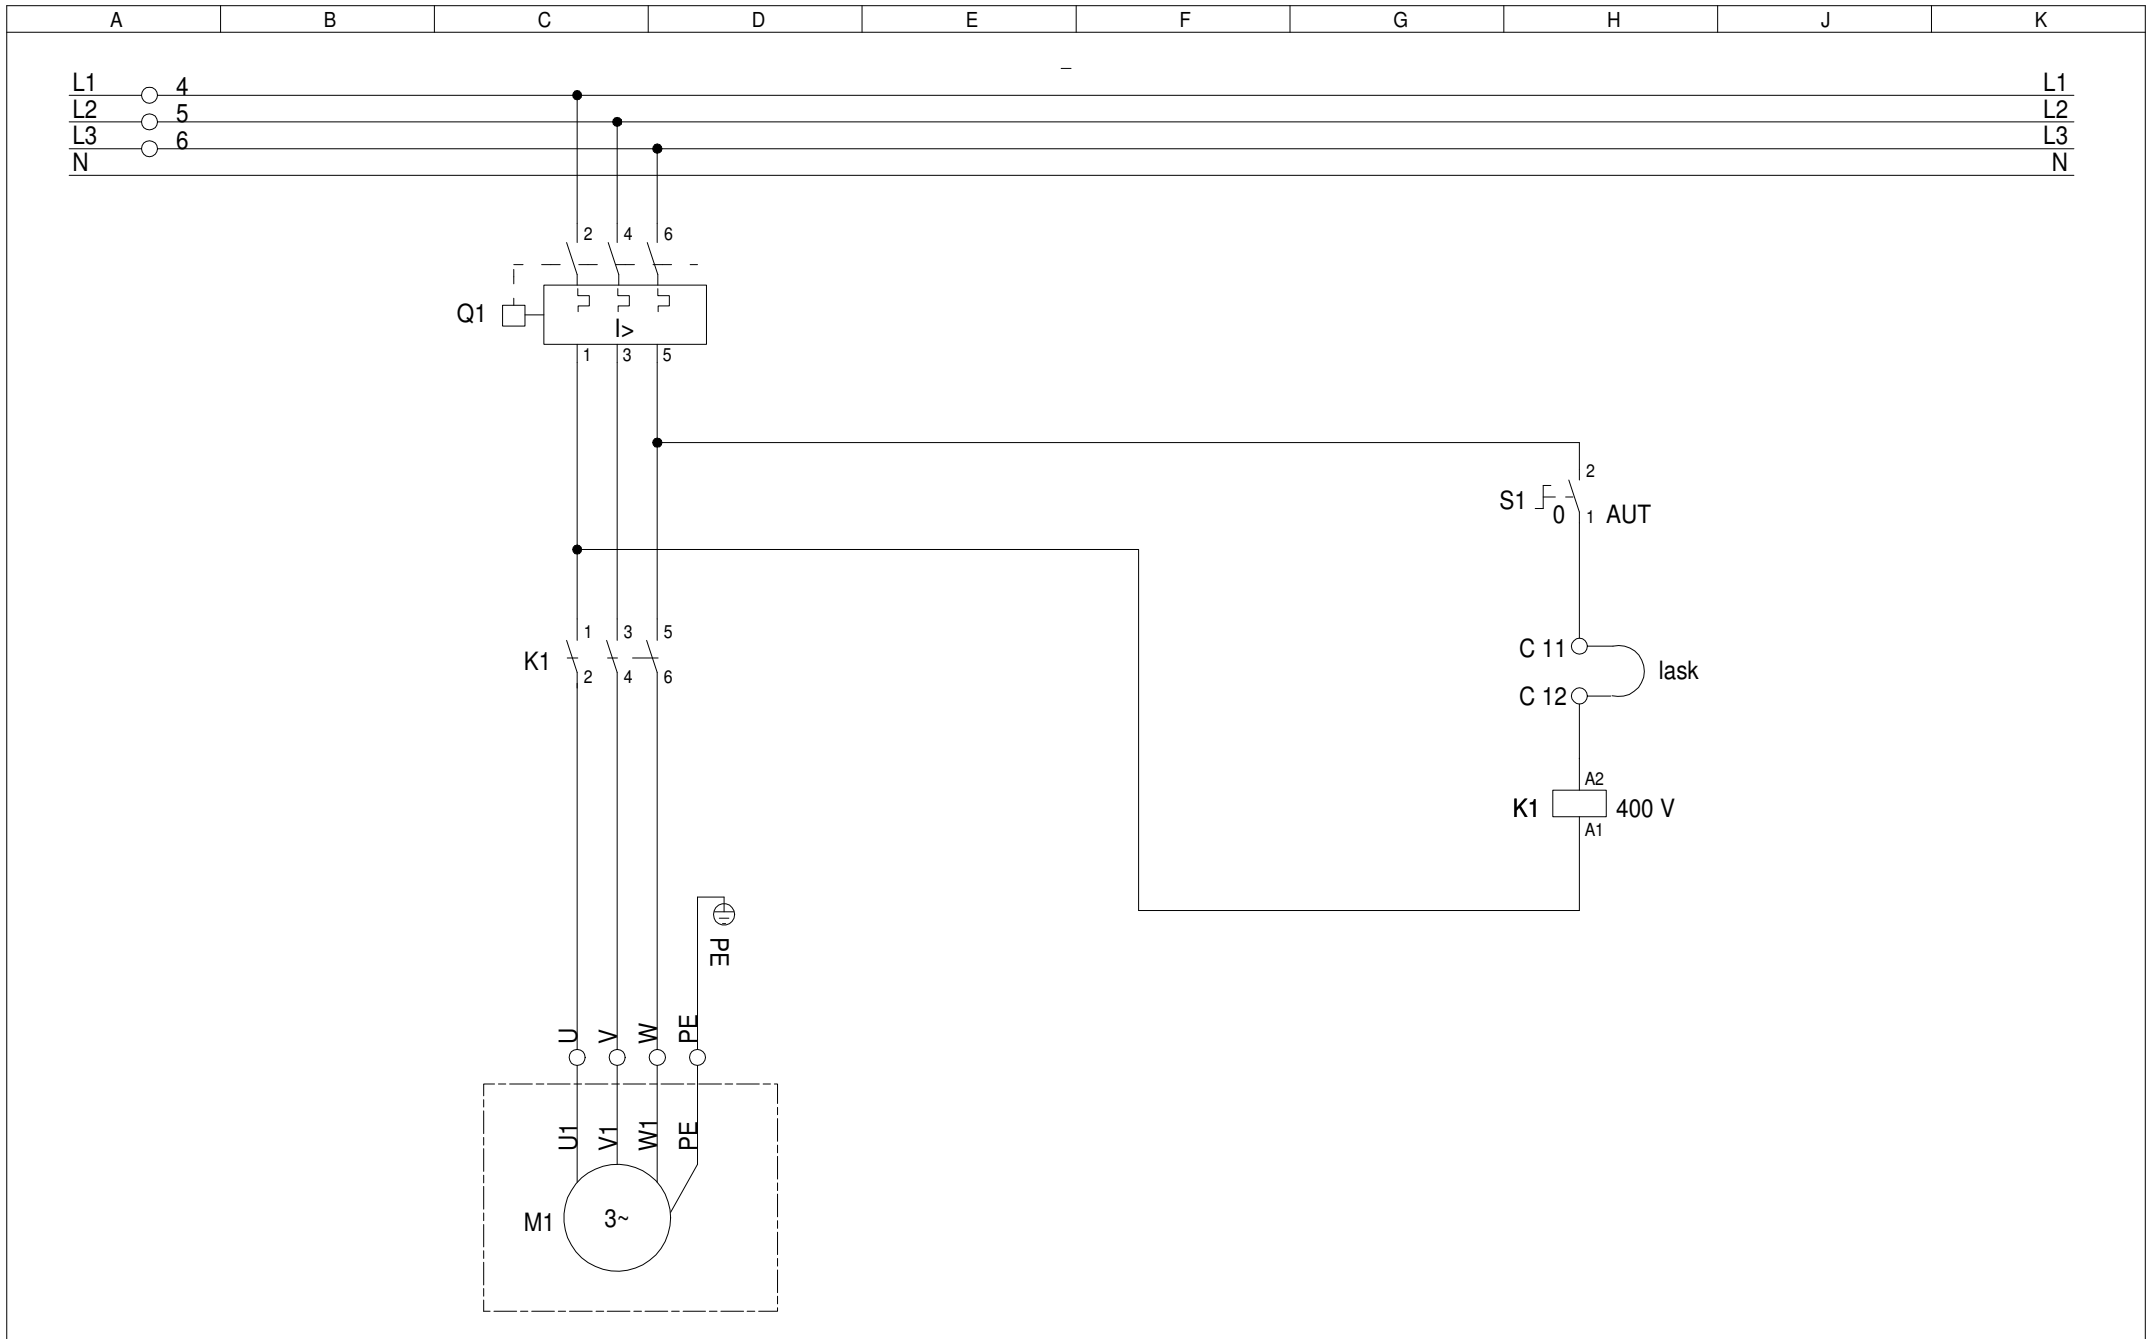 A B C D E F G H J K
L1 4 L1
L2 5 L2
L3 6 L3
N N
2 4 6
Q1
I>
1 3 5
2
S1 0 1 AUT
1 3 5
K1
2 4 6
C 11
lask
C 12
A2
K1 400 V
A1
PE
U V W PE
U1 V1 W1 PE
M1 3~